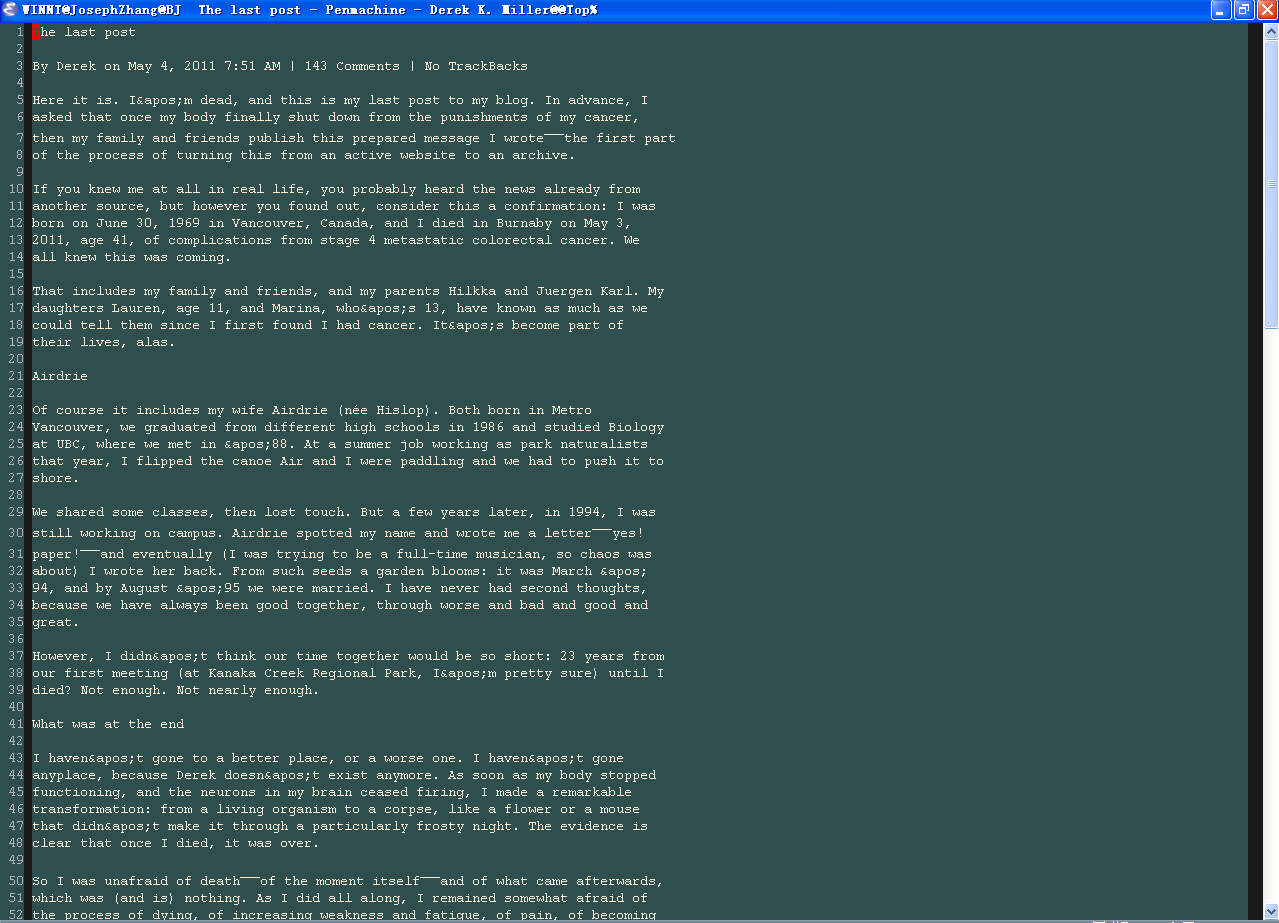 WINNT@JosephZhang@BJ  The last post - Penmachine - Derek K. Miller@@Top%
1 The last post
2
3 By Derek on May 4, 2011 7:51 AM | 143 Comments | No TrackBacks
4
5 Here it is. I&apos;m dead, and this is my last post to my blog. In advance, I
6 asked that once my body finally shut down from the punishments of my cancer,
7 then my family and friends publish this prepared message I wrote——the first part
8 of the process of turning this from an active website to an archive.
9
10 If you knew me at all in real life, you probably heard the news already from
11 another source, but however you found out, consider this a confirmation: I was
12 born on June 30, 1969 in Vancouver, Canada, and I died in Burnaby on May 3,
13 2011, age 41, of complications from stage 4 metastatic colorectal cancer. We
14 all knew this was coming.
15
16 That includes my family and friends, and my parents Hilkka and Juergen Karl. My
17 daughters Lauren, age 11, and Marina, who&apos;s 13, have known as much as we
18 could tell them since I first found I had cancer. It&apos;s become part of
19 their lives, alas.
20
21 Airdrie
22
23 Of course it includes my wife Airdrie (née Hislop). Both born in Metro
24 Vancouver, we graduated from different high schools in 1986 and studied Biology
25 at UBC, where we met in &apos;88. At a summer job working as park naturalists
26 that year, I flipped the canoe Air and I were paddling and we had to push it to
27 shore.
28
29 We shared some classes, then lost touch. But a few years later, in 1994, I was
30 still working on campus. Airdrie spotted my name and wrote me a letter——yes!
31 paper!——and eventually (I was trying to be a full-time musician, so chaos was
32 about) I wrote her back. From such seeds a garden blooms: it was March &apos;
33 94, and by August &apos;95 we were married. I have never had second thoughts,
34 because we have always been good together, through worse and bad and good and
35 great.
36
37 However, I didn&apos;t think our time together would be so short: 23 years from
38 our first meeting (at Kanaka Creek Regional Park, I&apos;m pretty sure) until I
39 died? Not enough. Not nearly enough.
40
41 What was at the end
42
43 I haven&apos;t gone to a better place, or a worse one. I haven&apos;t gone
44 anyplace, because Derek doesn&apos;t exist anymore. As soon as my body stopped
45 functioning, and the neurons in my brain ceased firing, I made a remarkable
46 transformation: from a living organism to a corpse, like a flower or a mouse
47 that didn&apos;t make it through a particularly frosty night. The evidence is
48 clear that once I died, it was over.
49
50 So I was unafraid of death——of the moment itself——and of what came afterwards,
51 which was (and is) nothing. As I did all along, I remained somewhat afraid of
52 the process of dying, of increasing weakness and fatigue, of pain, of becoming